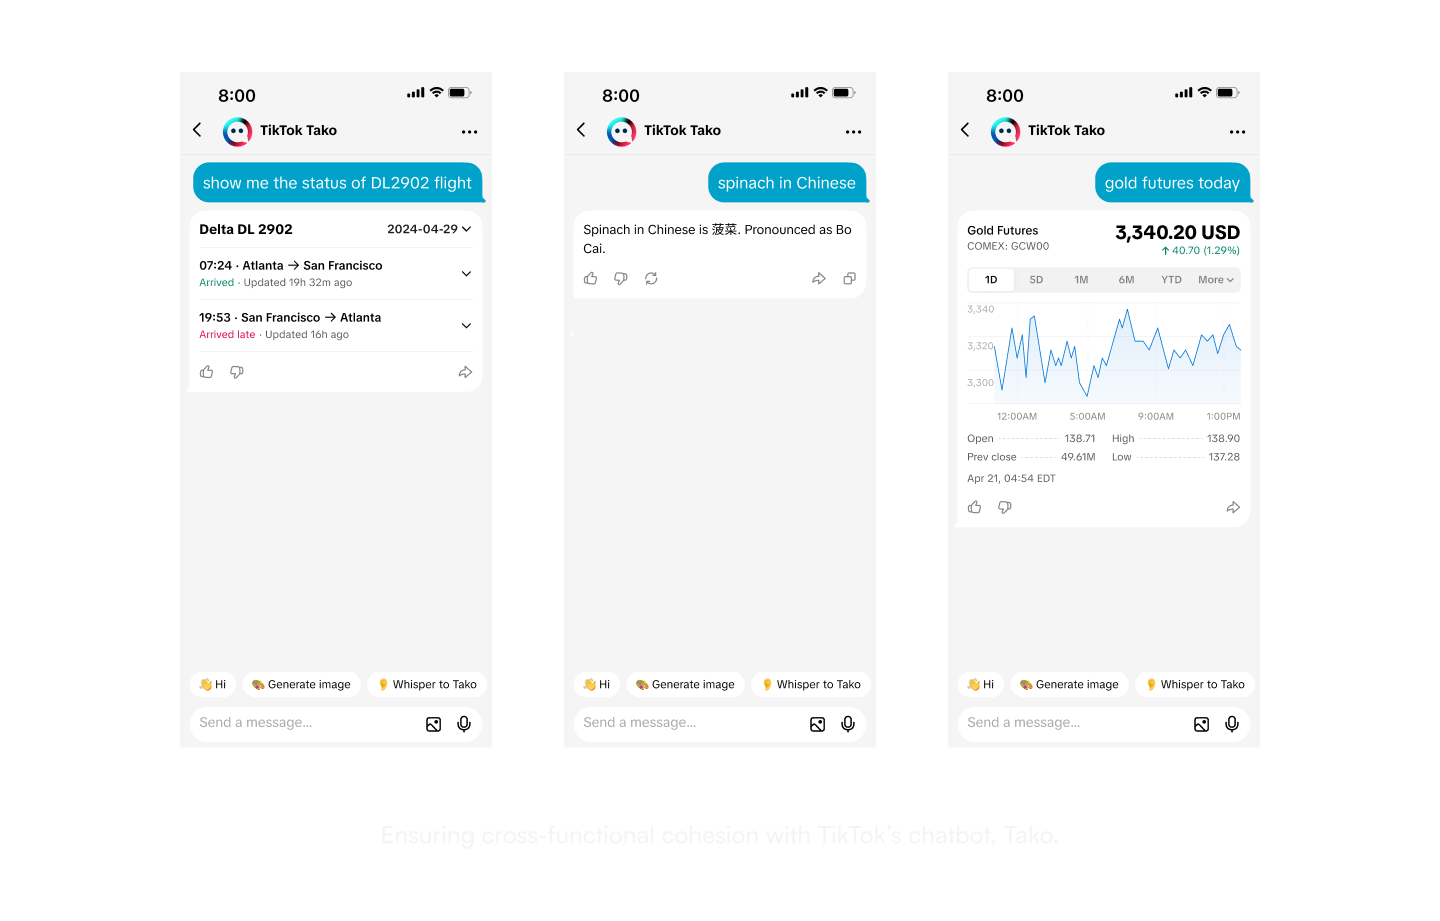 8:00
TikTok Tako
show me the status of DL2902 flight
Delta DL 2902 2024-04-29
07:24 · Atlanta → San Francisco
Arrived · Updated 19h 32m ago
19:53 · San Francisco → Atlanta
Arrived late · Updated 16h ago
👋 Hi 🎨 Generate image 👂 Whisper to Tako
Send a message...
8:00
TikTok Tako
spinach in Chinese
Spinach in Chinese is 菠菜. Pronounced as Bo
Cai.
👋 Hi 🎨 Generate image 👂 Whisper to Tako
Send a message...
8:00
TikTok Tako
gold futures today
Gold Futures 3,340.20 USD
COMEX: GCW00 ↑ 40.70 (1.29%)
1D 5D 1M 6M YTD More
3,340
3,320
3,300
12:00AM 5:00AM 9:00AM 1:00PM
Open 138.71 High 138.90
Prev close 49.61M Low 137.28
Apr 21, 04:54 EDT
👋 Hi 🎨 Generate image 👂 Whisper to Tako
Send a message...
Ensuring cross-functional cohesion with TikTok's chatbot, Tako.